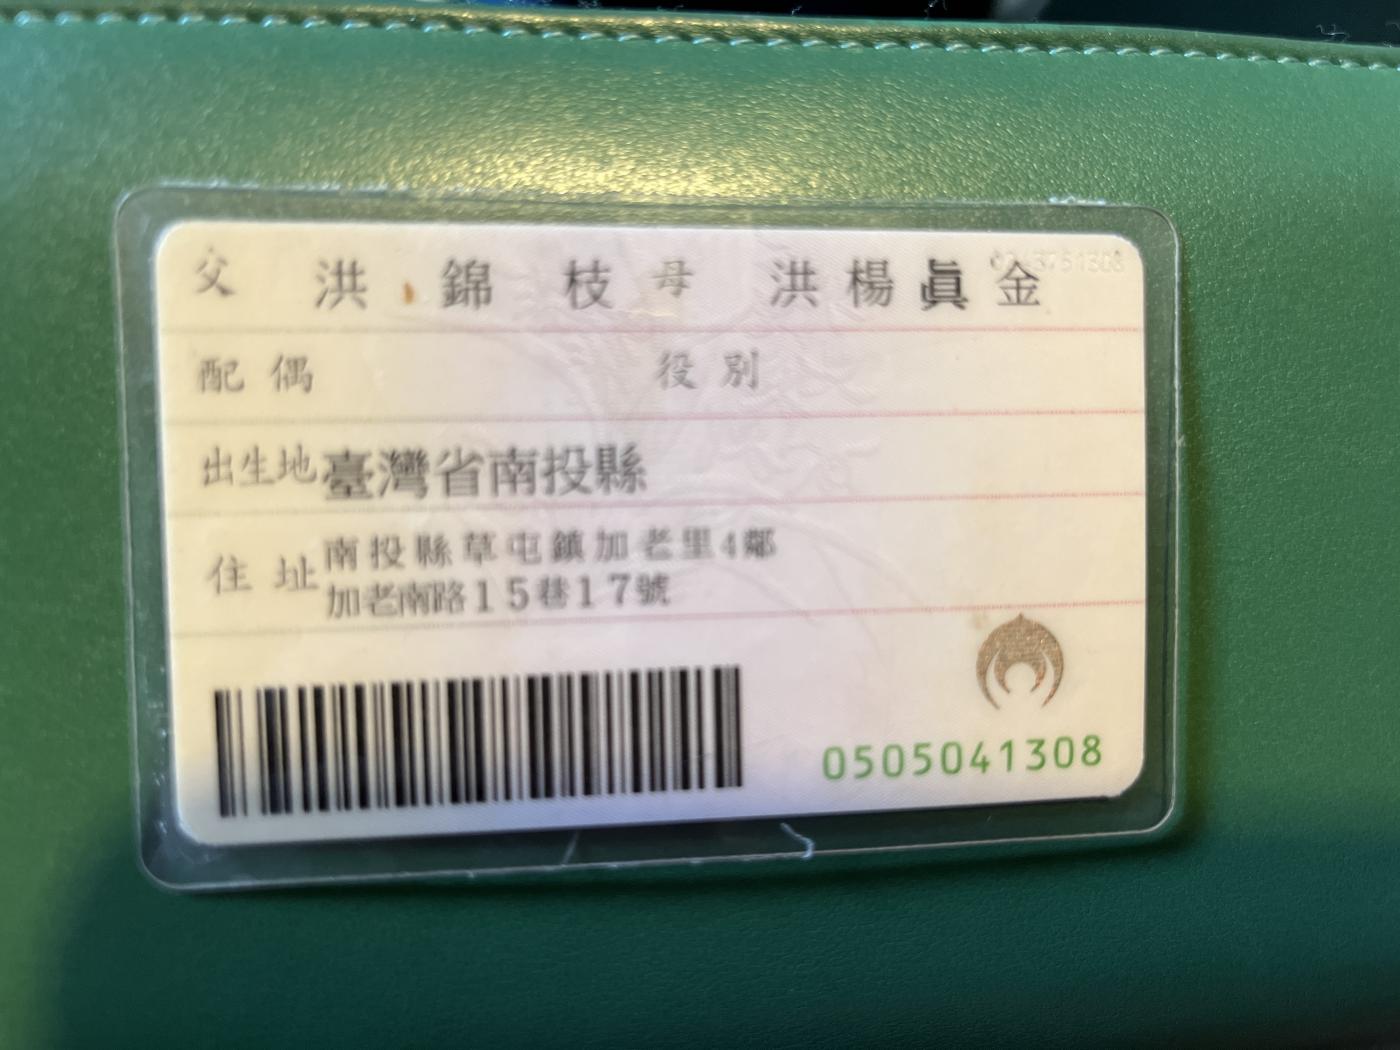 父 洪錦枝 母 洪楊眞金
配偶 役別
出生地 臺灣省南投縣
住址 南投縣草屯鎮加老里4鄰
加老南路15巷17號
0505041308